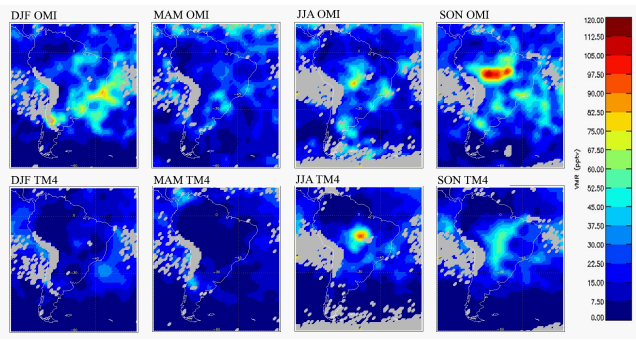 DJF OMI
MAM OMI
JJA OMI
SON OMI
DJF TM4
MAM TM4
JJA TM4
SON TM4
120.00
112.50
105.00
97.50
90.00
82.50
75.00
67.50
60.00
52.50
45.00
37.50
30.00
22.50
15.00
7.50
0.00
VMR (pptv)